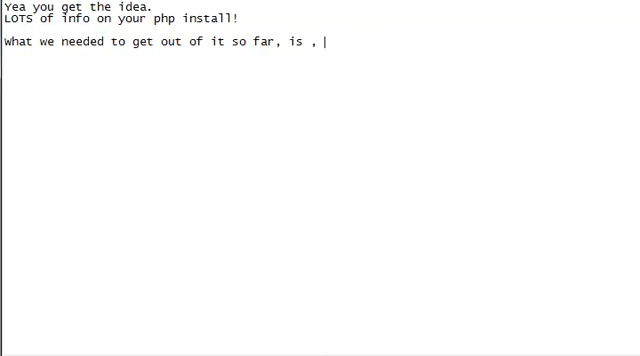 Yea you get the idea.
LOTS of info on your php install!
What we needed to get out of it so far, is ,